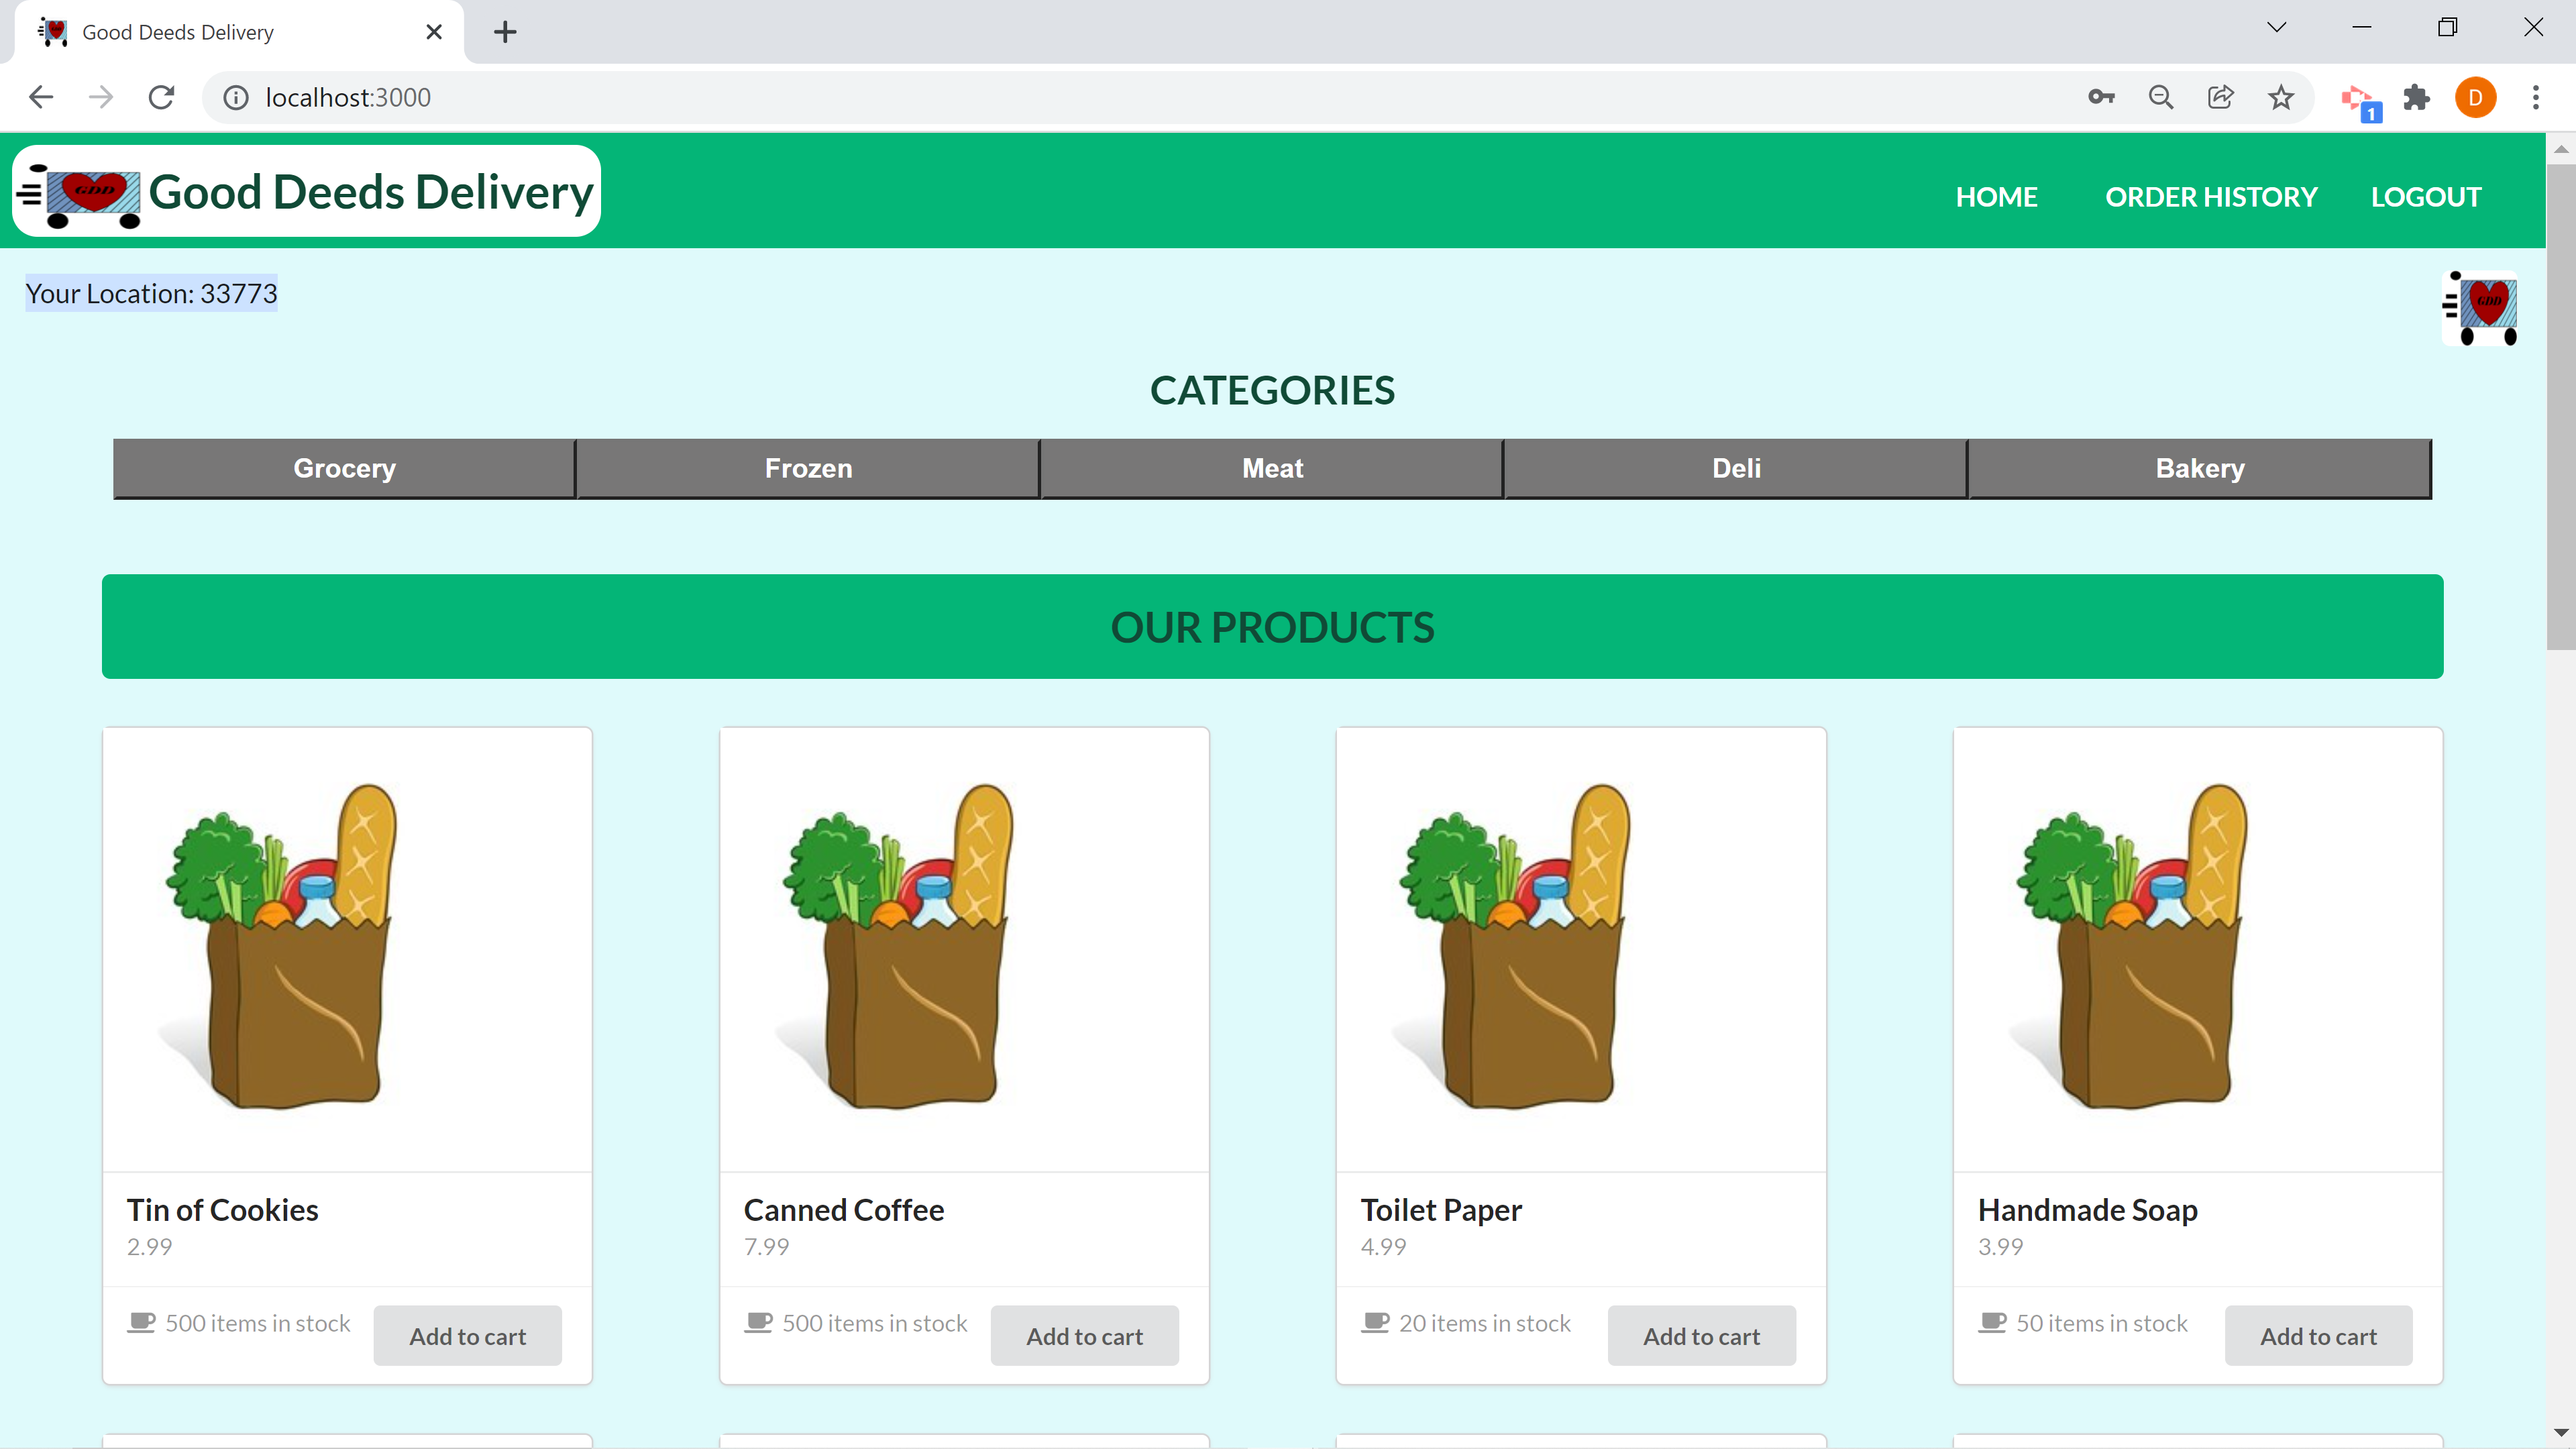 Good Deeds Delivery
localhost:3000
1
D
GDD
Good Deeds Delivery
HOME ORDER HISTORY LOGOUT
Your Location: 33773
GDD
CATEGORIES
Grocery Frozen Meat Deli Bakery
OUR PRODUCTS
Tin of Cookies
2.99
500 items in stock
Add to cart
Canned Coffee
7.99
500 items in stock
Add to cart
Toilet Paper
4.99
20 items in stock
Add to cart
Handmade Soap
3.99
50 items in stock
Add to cart